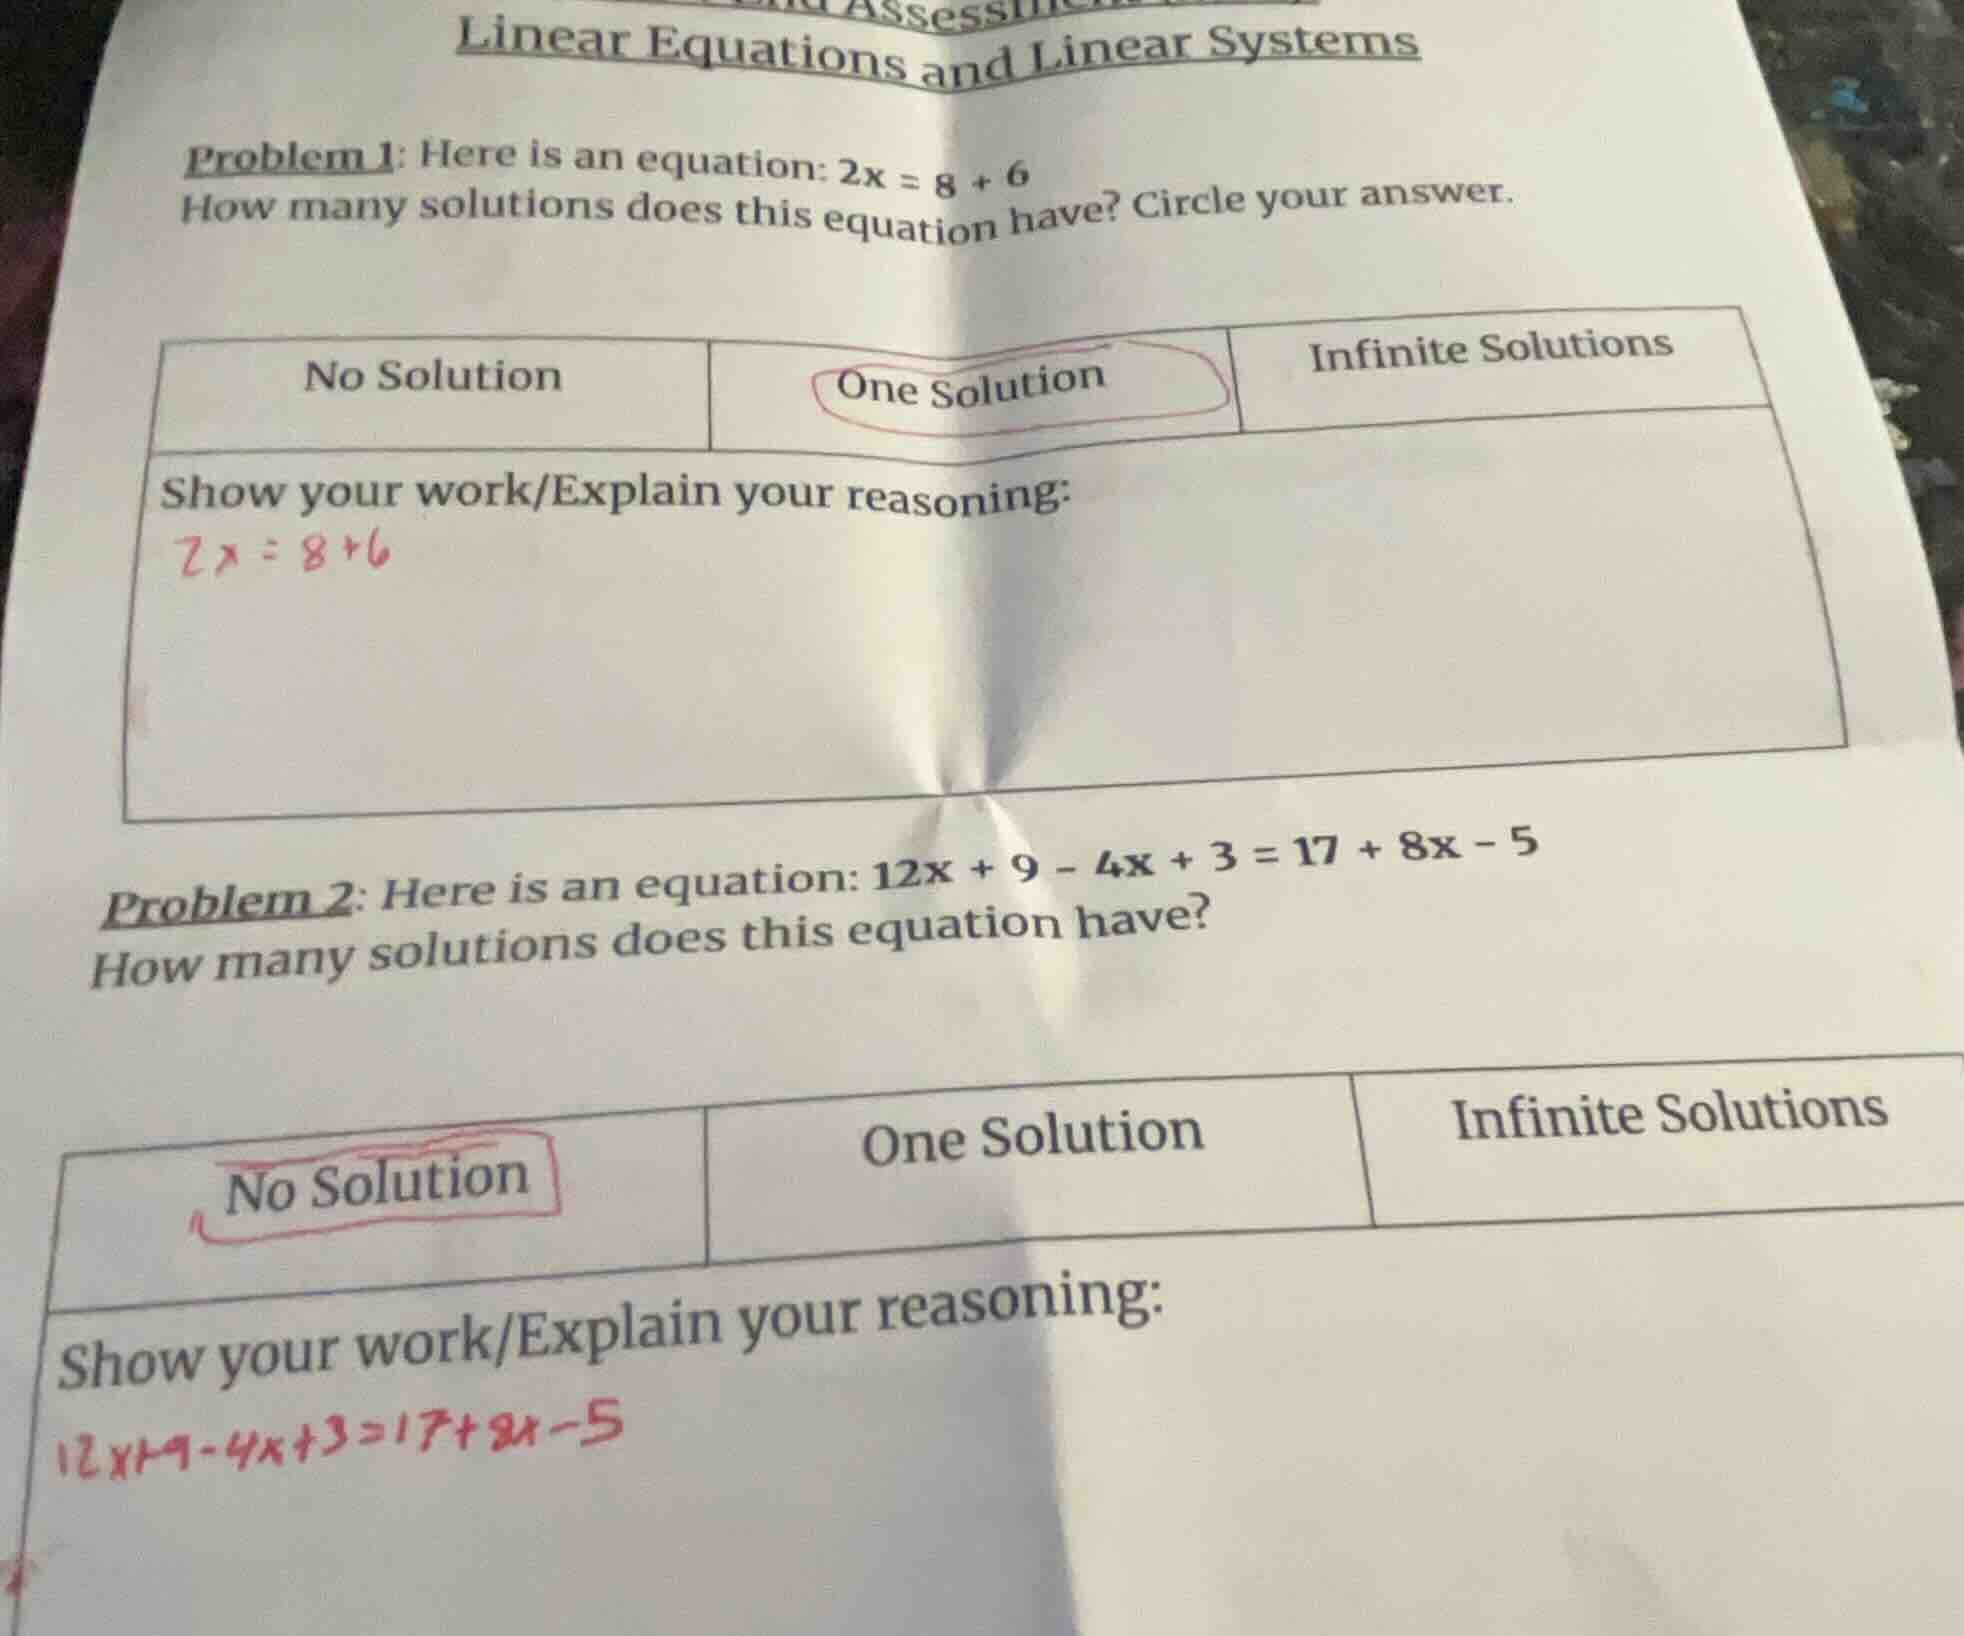 Assessment
Linear Equations and Linear Systems
Problem 1: Here is an equation: 2x = 8 + 6
How many solutions does this equation have? Circle your answer.
No Solution One Solution Infinite Solutions
Show your work/Explain your reasoning:
2x = 8+6
Problem 2: Here is an equation: 12x + 9 - 4x + 3 = 17 + 8x - 5
How many solutions does this equation have?
No Solution One Solution Infinite Solutions
Show your work/Explain your reasoning:
12x+9-4x+3=17+8x-5